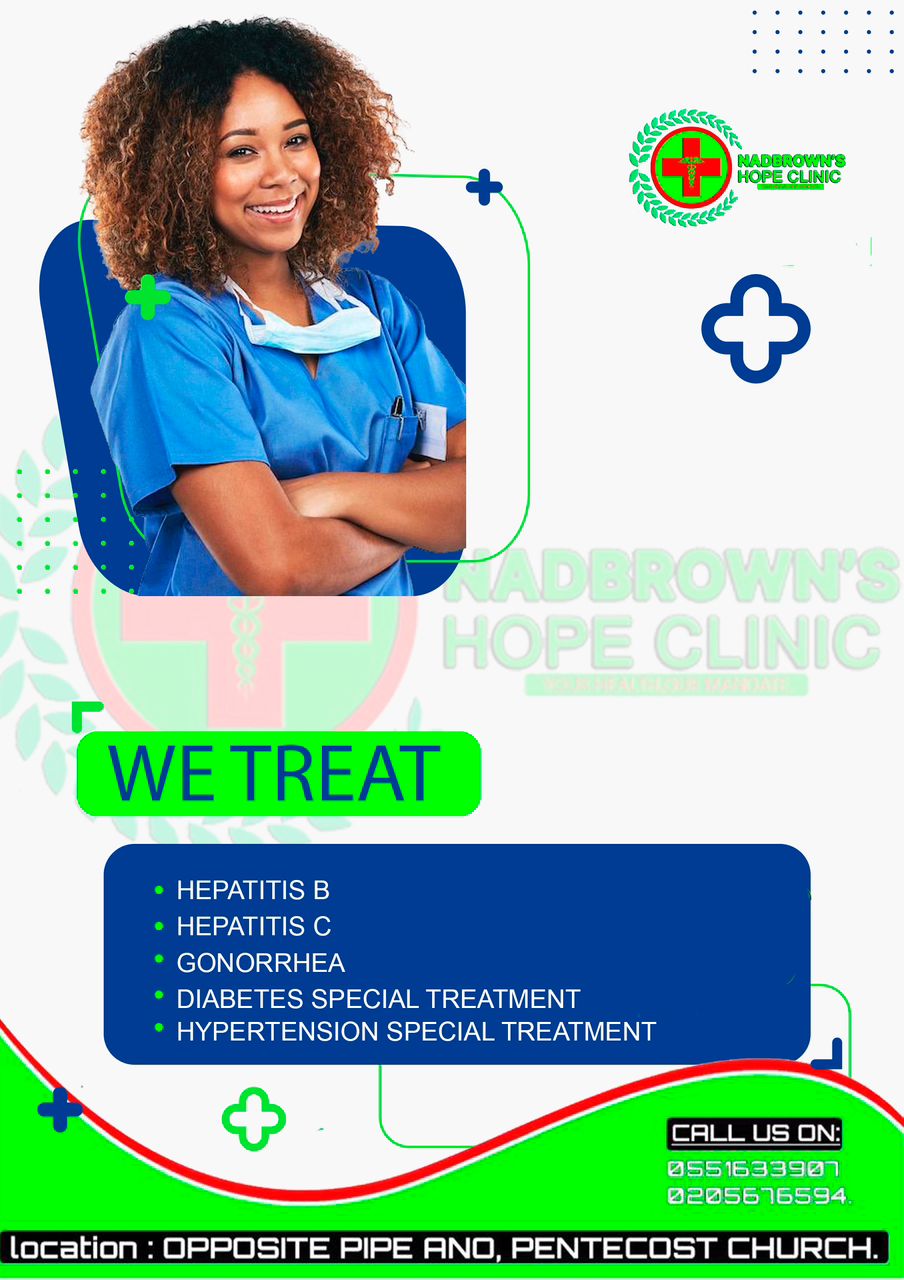 NADBROWN'S
HOPE CLINIC
NADBROWN'S
HOPE CLINIC
WE TREAT
HEPATITIS B
HEPATITIS C
GONORRHEA
DIABETES SPECIAL TREATMENT
HYPERTENSION SPECIAL TREATMENT
CALL US ON:
0551633907
0205676594.
location : OPPOSITE PIPE ANO, PENTECOST CHURCH.